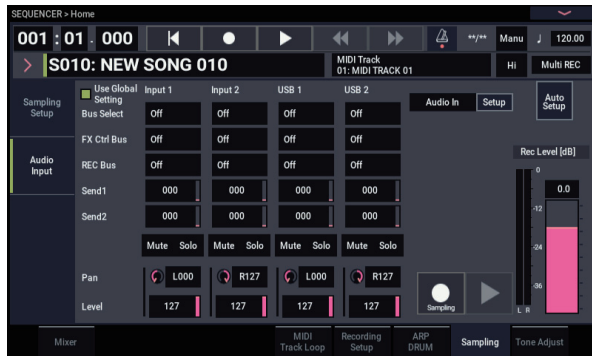 SEQUENCER > Home
001 : 01 . 000
**/**
Manu
♩ 120.00
S010: NEW SONG 010
MIDI Track
01: MIDI TRACK 01
Hi
Multi REC
Sampling
Setup
Audio
Input
Use Global
Setting
Input 1
Input 2
USB 1
USB 2
Audio In
Setup
Auto
Setup
Bus Select
Off
Off
Off
Off
FX Ctrl Bus
Off
Off
Off
Off
REC Bus
Off
Off
Off
Off
Send1
000
000
000
000
Send2
000
000
000
000
Mute Solo
Mute Solo
Mute Solo
Mute Solo
Pan
L000
R127
L000
R127
Level
127
127
127
127
Rec Level [dB]
0
-12
-24
-36
L R
0.0
Sampling
Mixer
MIDI
Track Loop
Recording
Setup
ARP
DRUM
Sampling
Tone Adjust